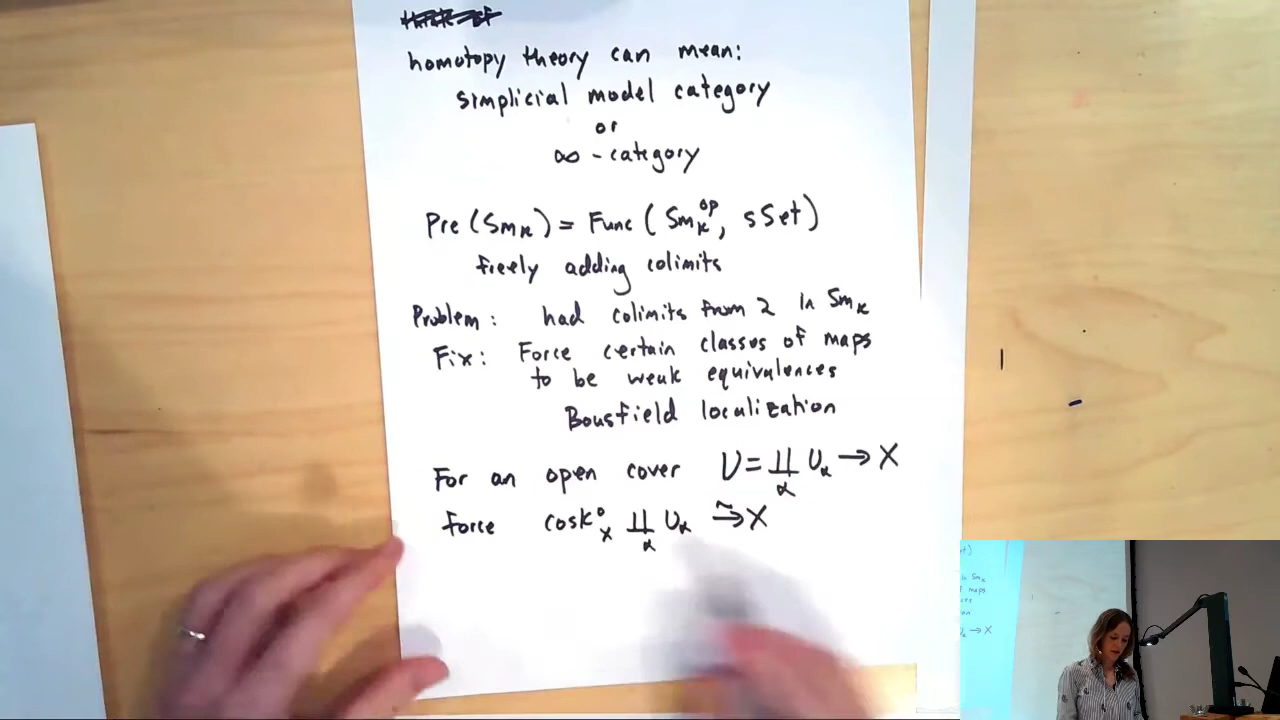 homotopy theory can mean:
simplicial model category
or
∞-category
Pre(Sm_k) = Func(Sm_k^op, sSet)
freely adding colimits
Problem: had colimits from 2 in Sm_k
Fix: Force certain classes of maps
to be weak equivalences
Bousfield localization
For an open cover U = ∐_α U_α → X
force cosk^0_X ∐_α U_α ~→ X